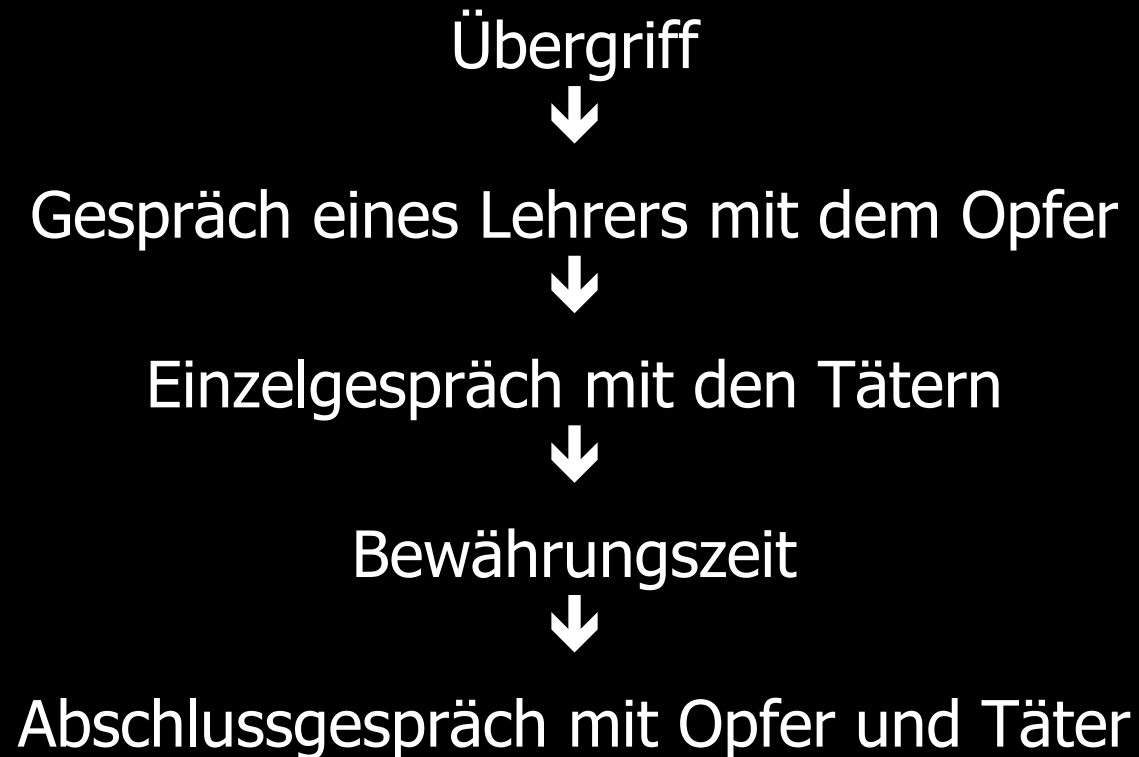 Übergriff
🡻
Gespräch eines Lehrers mit dem Opfer
🡻
Einzelgespräch mit den Tätern
🡻
Bewährungszeit
🡻
Abschlussgespräch mit Opfer und Täter